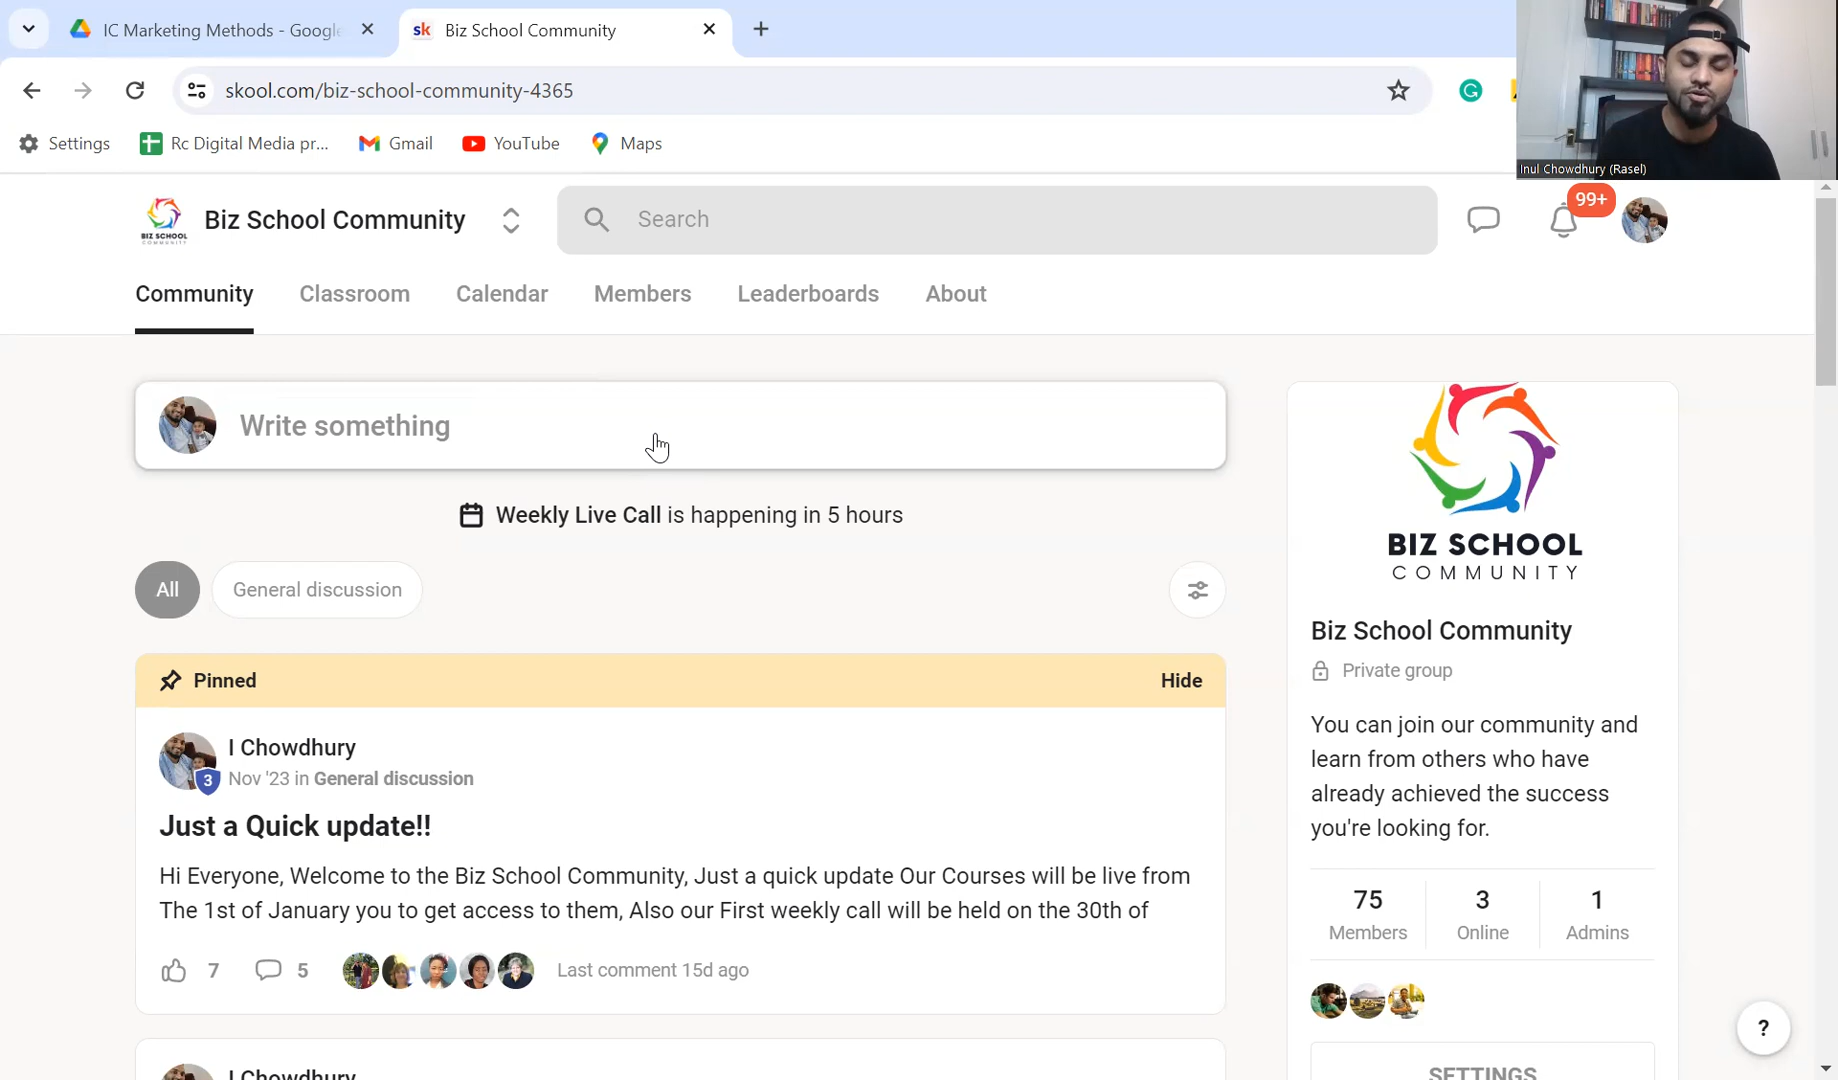 IC Marketing Methods - Google
sk Biz School Community
skool.com/biz-school-community-4365
Settings Rc Digital Media pr... Gmail YouTube Maps
Inul Chowdhury (Rasel)
BIZ SCHOOL
COMMUNITY
Biz School Community
Search
99+
Community Classroom Calendar Members Leaderboards About
Write something
Weekly Live Call is happening in 5 hours
All General discussion
Pinned Hide
I Chowdhury
3
Nov '23 in General discussion
Just a Quick update!!
Hi Everyone, Welcome to the Biz School Community, Just a quick update Our Courses will be live from
The 1st of January you to get access to them, Also our First weekly call will be held on the 30th of
7 5 Last comment 15d ago
I Chowdhury
BIZ SCHOOL
COMMUNITY
Biz School Community
Private group
You can join our community and
learn from others who have
already achieved the success
you're looking for.
75 3 1
Members Online Admins
SETTINGS
?